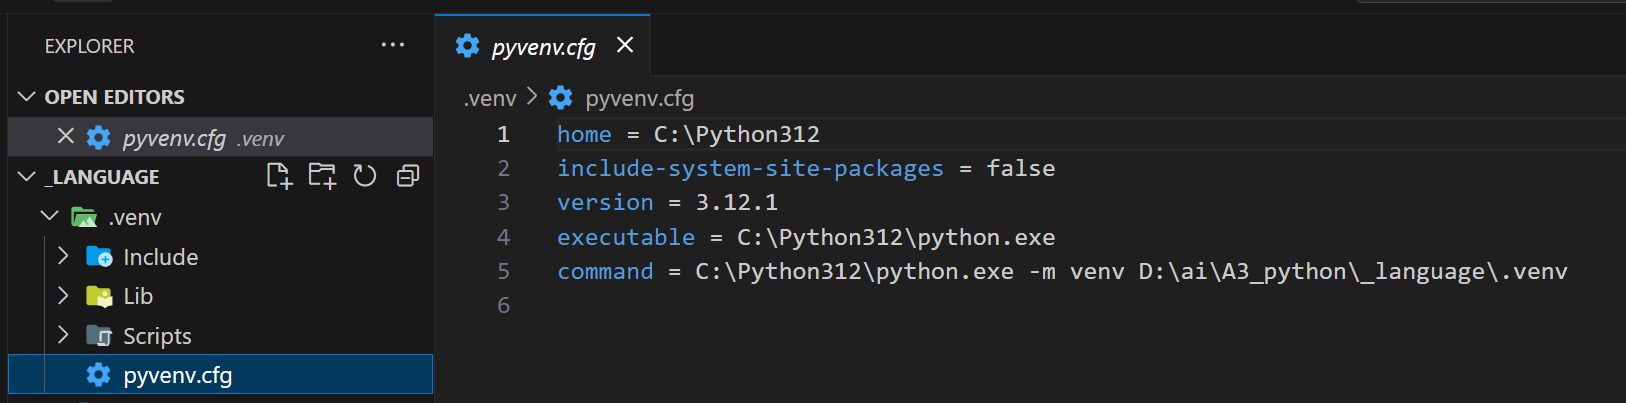 EXPLORER
OPEN EDITORS
pyvenv.cfg .venv
_LANGUAGE
.venv
Include
Lib
Scripts
pyvenv.cfg
pyvenv.cfg
.venv > pyvenv.cfg
1 home = C:\Python312
2 include-system-site-packages = false
3 version = 3.12.1
4 executable = C:\Python312\python.exe
5 command = C:\Python312\python.exe -m venv D:\ai\A3_python\_language\.venv
6